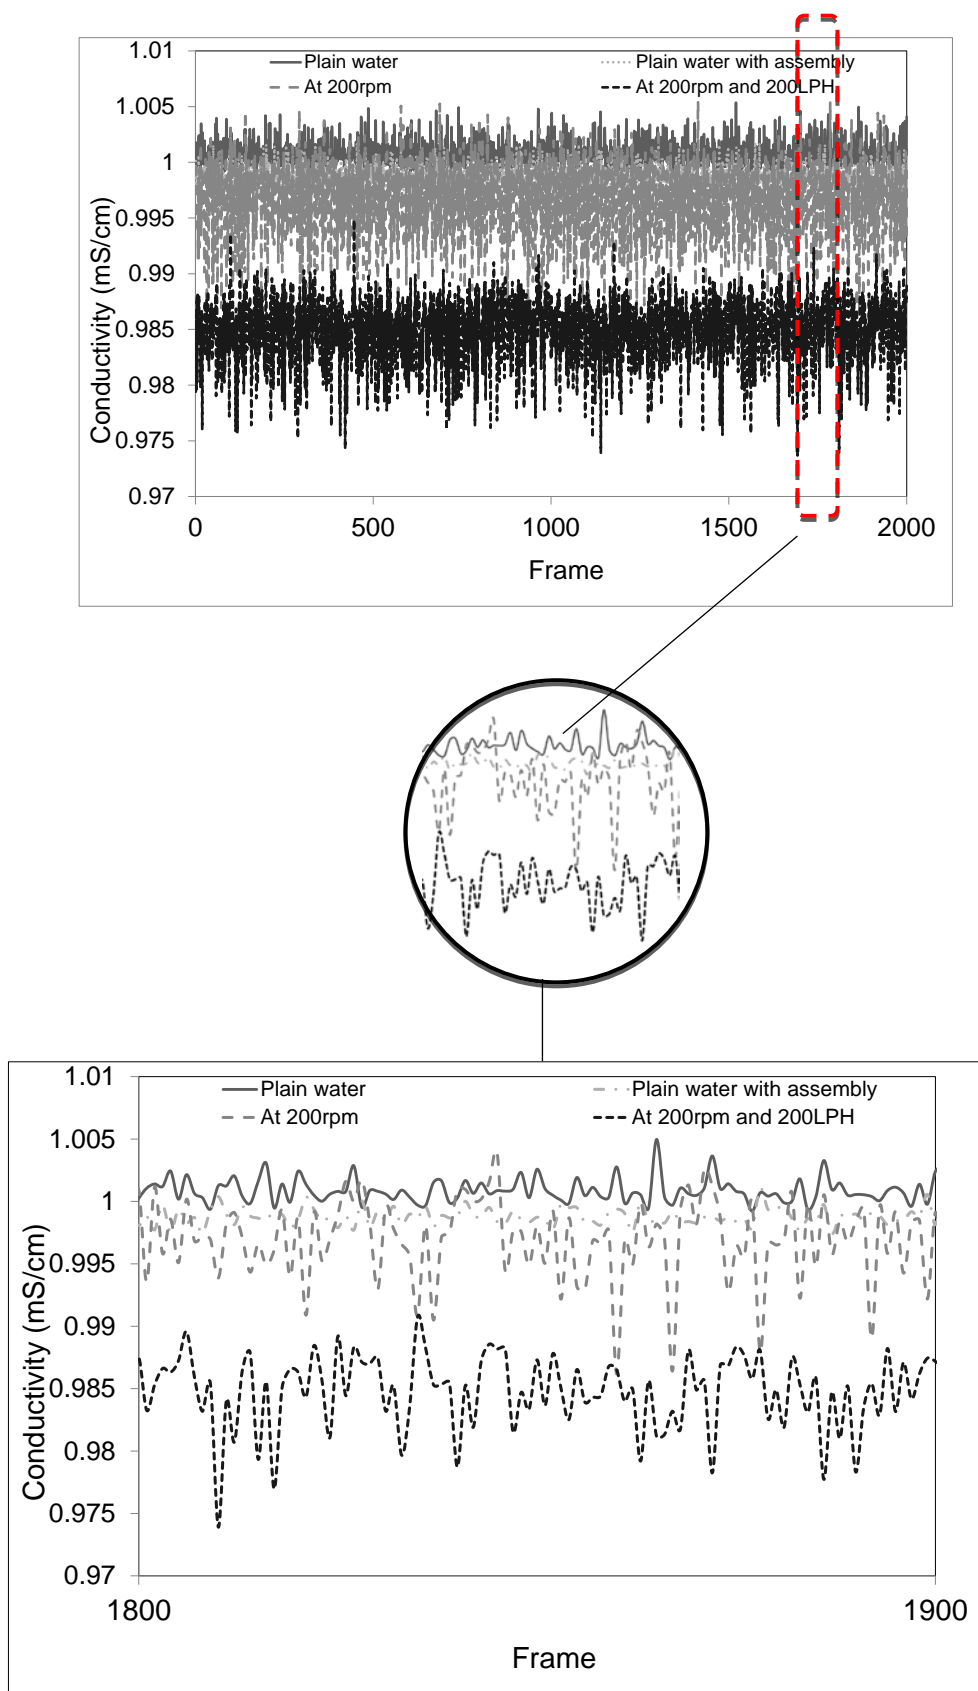 1.01
Plain water Plain water with assembly
1.005 At 200rpm At 200rpm and 200LPH
1
0.995
0.99
0.985
0.98
0.975
0.97
Conductivity (mS/cm)
0 500 1000 1500 2000
Frame
1.01
Plain water Plain water with assembly
At 200rpm At 200rpm and 200LPH
1.005
1
0.995
0.99
0.985
0.98
0.975
0.97
Conductivity (mS/cm)
1800 1900
Frame